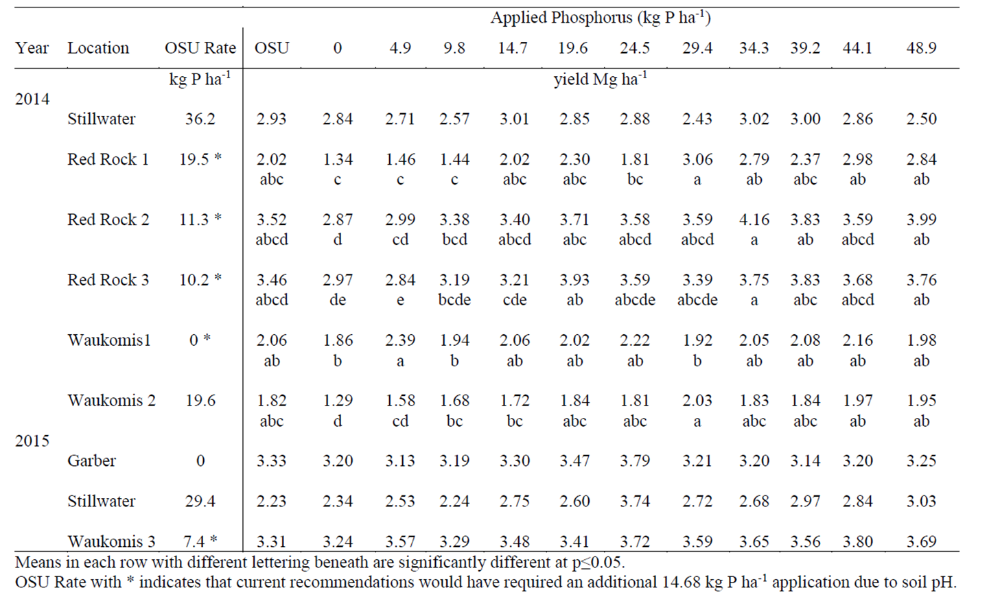 Applied Phosphorus (kg P ha-1)
Year Location OSU Rate OSU 0 4.9 9.8 14.7 19.6 24.5 29.4 34.3 39.2 44.1 48.9
kg P ha-1 yield Mg ha-1
2014
Stillwater 36.2 2.93 2.84 2.71 2.57 3.01 2.85 2.88 2.43 3.02 3.00 2.86 2.50
Red Rock 1 19.5 * 2.02 1.34 1.46 1.44 2.02 2.30 1.81 3.06 2.79 2.37 2.98 2.84
abc c c c abc abc bc a ab abc ab ab
Red Rock 2 11.3 * 3.52 2.87 2.99 3.38 3.40 3.71 3.58 3.59 4.16 3.83 3.59 3.99
abcd d cd bcd abcd abc abcd abcd a ab abcd ab
Red Rock 3 10.2 * 3.46 2.97 2.84 3.19 3.21 3.93 3.59 3.39 3.75 3.83 3.68 3.76
abcd de e bcde cde ab abcde abcde a abc abcd ab
Waukomis1 0 * 2.06 1.86 2.39 1.94 2.06 2.02 2.22 1.92 2.05 2.08 2.16 1.98
ab b a b ab ab ab b ab ab ab ab
Waukomis 2 19.6 1.82 1.29 1.58 1.68 1.72 1.84 1.81 2.03 1.83 1.84 1.97 1.95
abc d cd bc bc abc abc a abc abc ab ab
2015
Garber 0 3.33 3.20 3.13 3.19 3.30 3.47 3.79 3.21 3.20 3.14 3.20 3.25
Stillwater 29.4 2.23 2.34 2.53 2.24 2.75 2.60 3.74 2.72 2.68 2.97 2.84 3.03
Waukomis 3 7.4 * 3.31 3.24 3.57 3.29 3.48 3.41 3.72 3.59 3.65 3.56 3.80 3.69
Means in each row with different lettering beneath are significantly different at p≤0.05.
OSU Rate with * indicates that current recommendations would have required an additional 14.68 kg P ha-1 application due to soil pH.